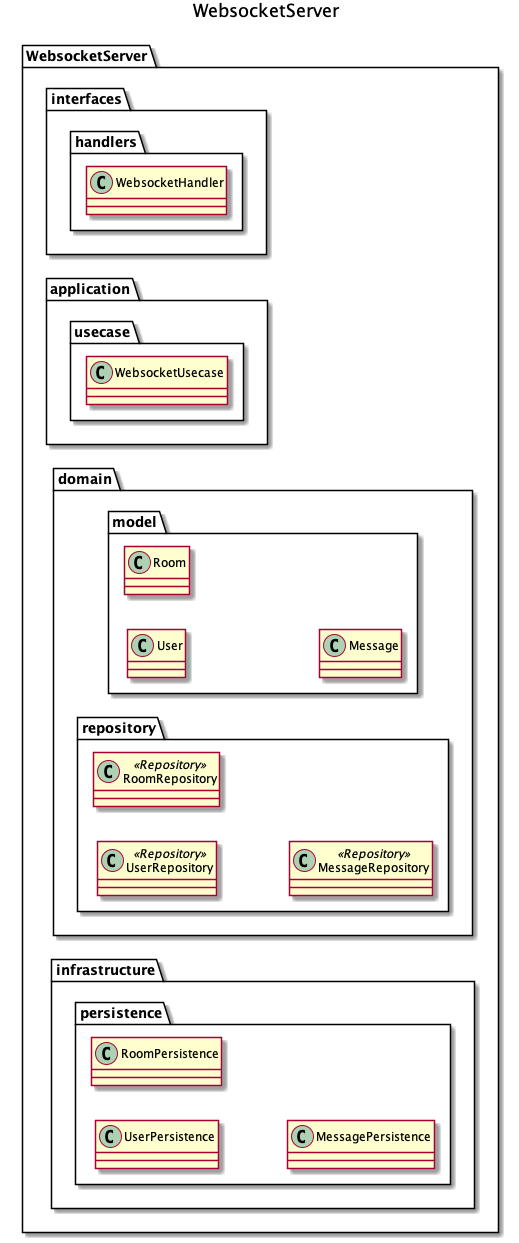 WebsocketServer
WebsocketServer
interfaces
handlers
C WebsocketHandler
application
usecase
C WebsocketUsecase
domain
model
C Room
C User
C Message
repository
«Repository»
C RoomRepository
«Repository»
C UserRepository
«Repository»
C MessageRepository
infrastructure
persistence
C RoomPersistence
C UserPersistence
C MessagePersistence